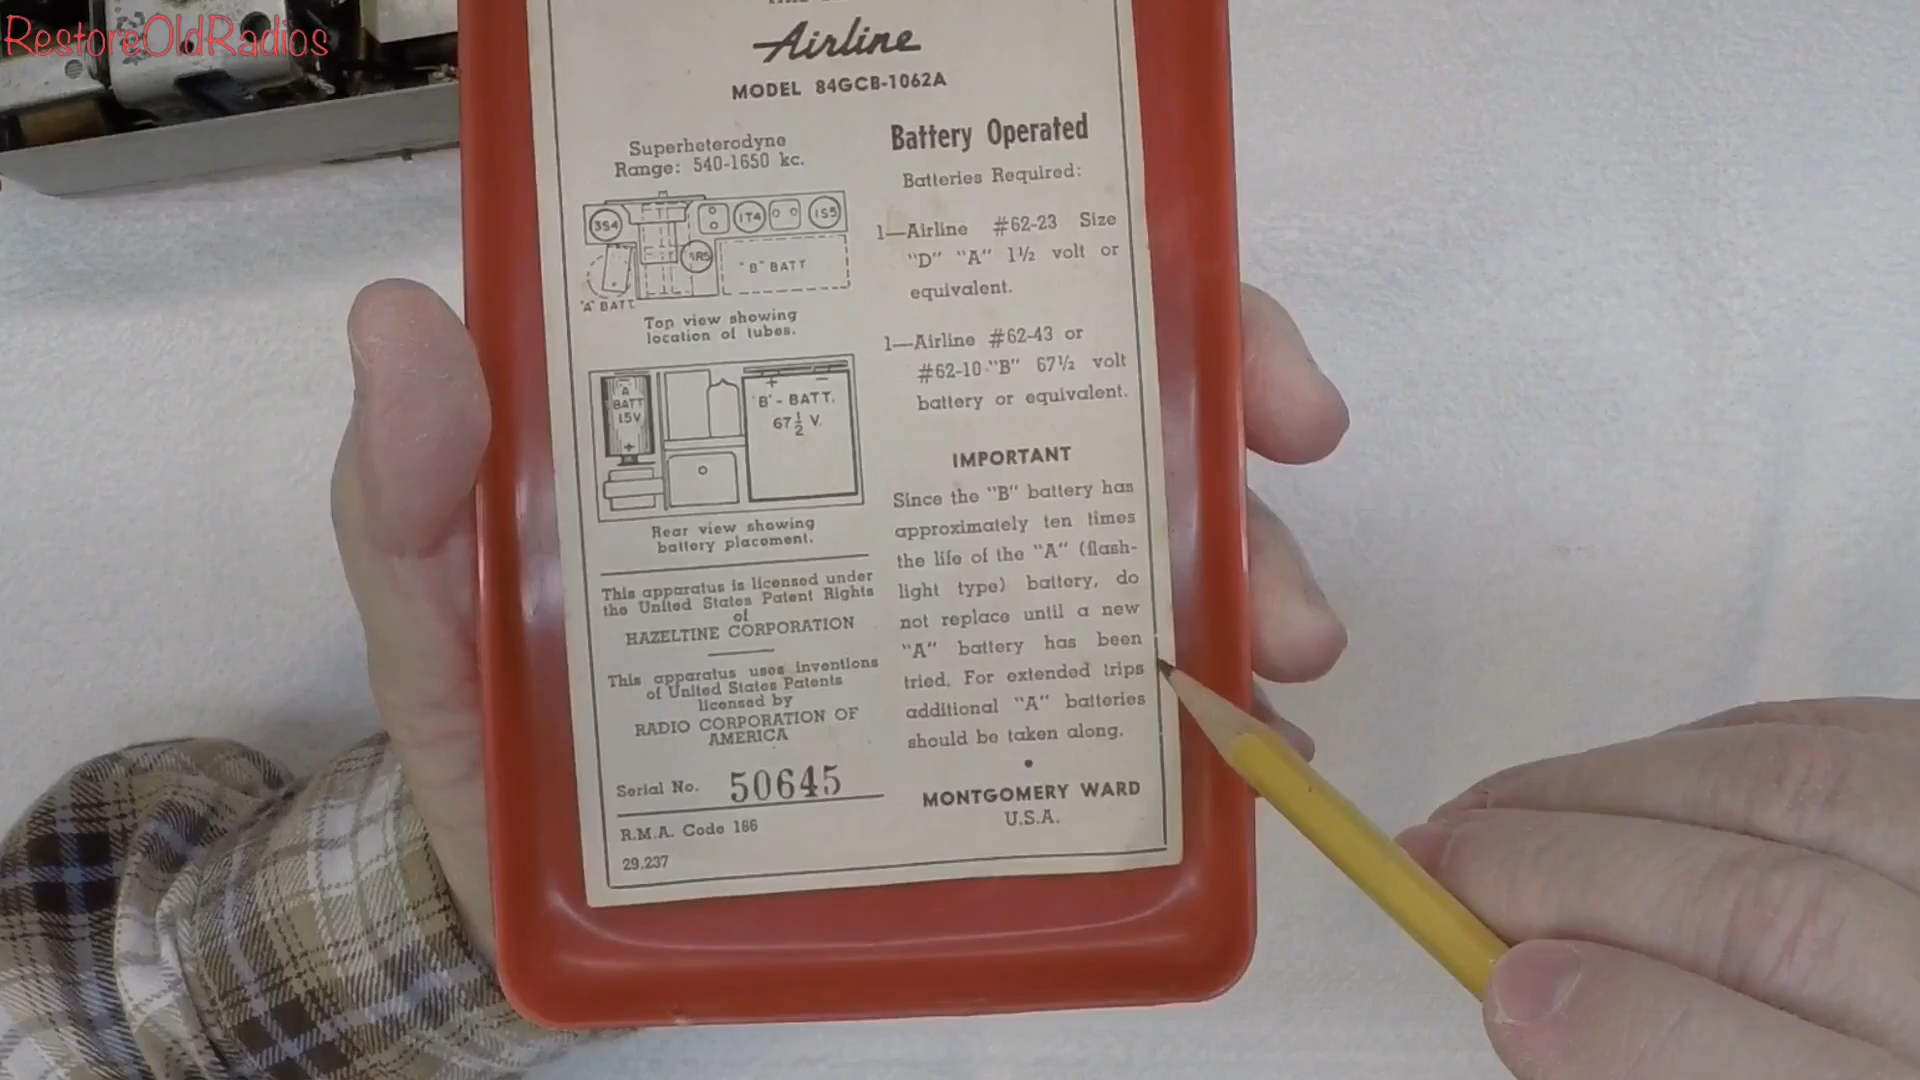 RestoreOldRadios
Airline
MODEL 84GCB-1062A
Superheterodyne
Range: 540-1650 kc.
3S4
1T4
1S5
1R5
"B" BATT
"A" BATT.
Top view showing
location of tubes.
"A"
BATT
1.5V
+
+ −
"B" - BATT.
67 1/2 V.
Rear view showing
battery placement.
This apparatus is licensed under
the United States Patent Rights
of
HAZELTINE CORPORATION
This apparatus uses inventions
of United States Patents
licensed by
RADIO CORPORATION OF
AMERICA
Serial No. 50645
R.M.A. Code 186
29.237
Battery Operated
Batteries Required:
1—Airline #62-23 Size
"D" "A" 1½ volt or
equivalent.
1—Airline #62-43 or
#62-10 "B" 67½ volt
battery or equivalent.
IMPORTANT
Since the "B" battery has
approximately ten times
the life of the "A" (flash-
light type) battery, do
not replace until a new
"A" battery has been
tried. For extended trips
additional "A" batteries
should be taken along.
•
MONTGOMERY WARD
U.S.A.